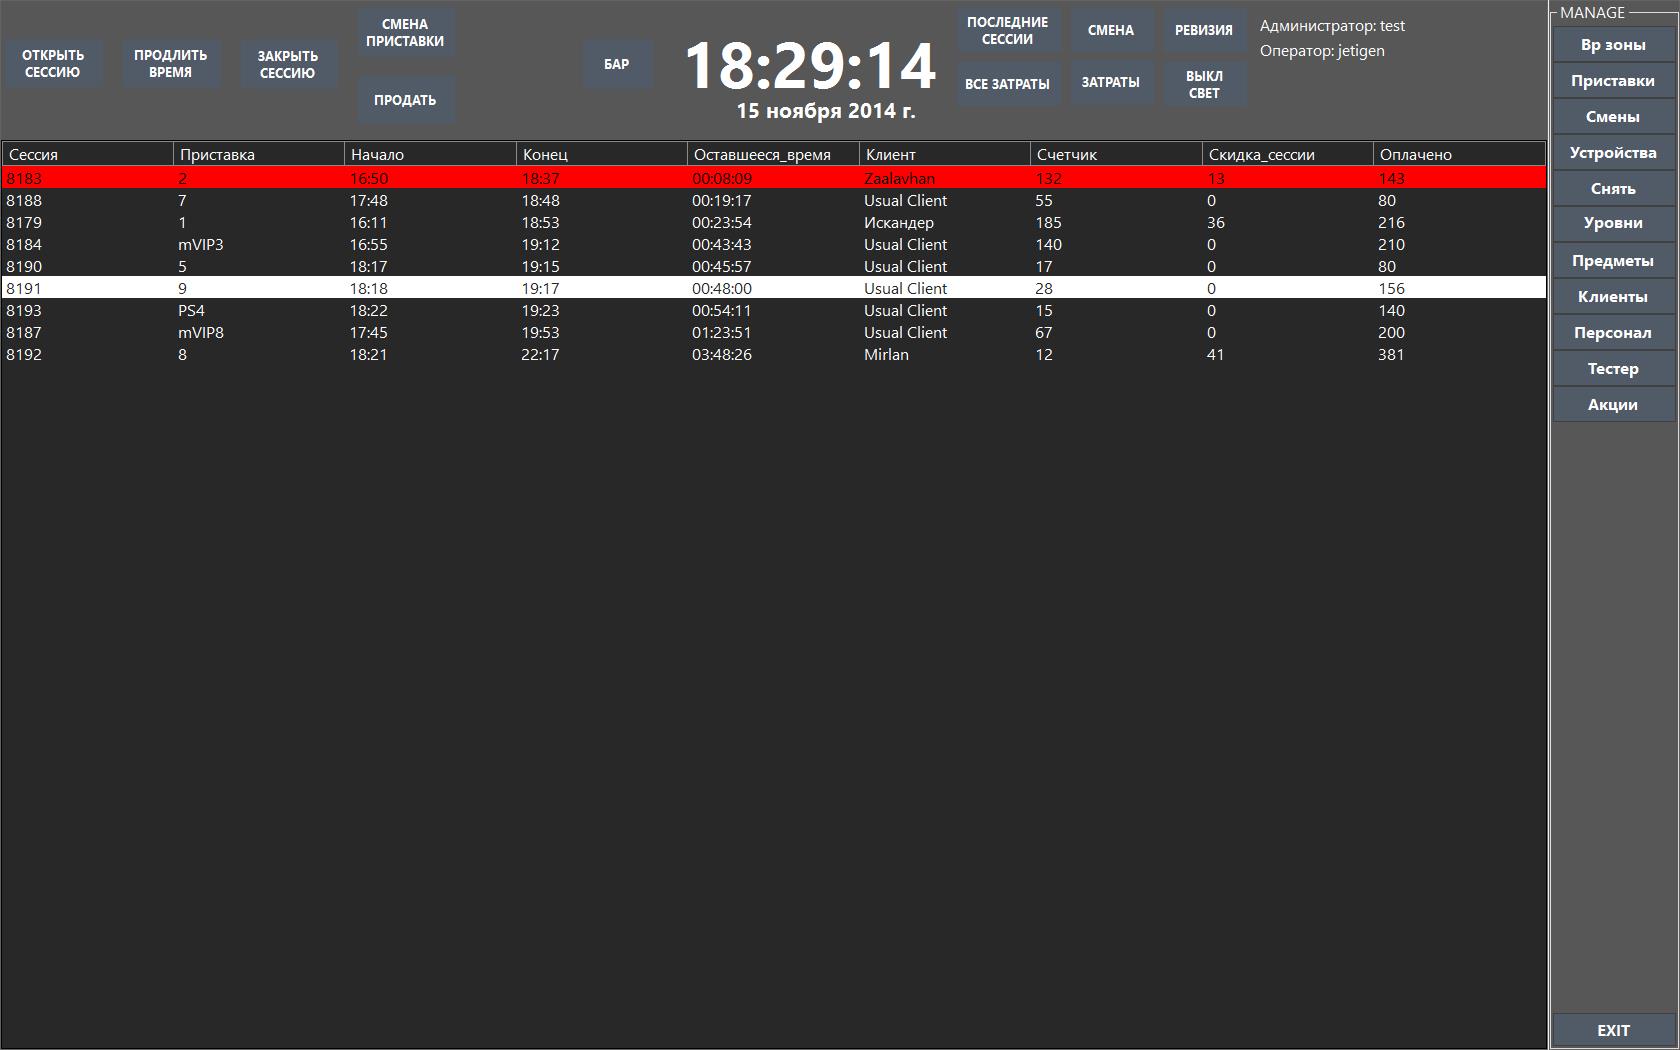 ОТКРЫТЬ
СЕССИЮ
ПРОДЛИТЬ
ВРЕМЯ
ЗАКРЫТЬ
СЕССИЮ
СМЕНА
ПРИСТАВКИ
ПРОДАТЬ
БАР
18:29:14
15 ноября 2014 г.
ПОСЛЕДНИЕ
СЕССИИ
СМЕНА
РЕВИЗИЯ
ВСЕ ЗАТРАТЫ
ЗАТРАТЫ
ВЫКЛ
СВЕТ
Администратор: test
Оператор: jetigen
Сессия Приставка Начало Конец Оставшееся_время Клиент Счетчик Скидка_сессии Оплачено
8183 2 16:50 18:37 00:08:09 Zaalavhan 132 13 143
8188 7 17:48 18:48 00:19:17 Usual Client 55 0 80
8179 1 16:11 18:53 00:23:54 Искандер 185 36 216
8184 mVIP3 16:55 19:12 00:43:43 Usual Client 140 0 210
8190 5 18:17 19:15 00:45:57 Usual Client 17 0 80
8191 9 18:18 19:17 00:48:00 Usual Client 28 0 156
8193 PS4 18:22 19:23 00:54:11 Usual Client 15 0 140
8187 mVIP8 17:45 19:53 01:23:51 Usual Client 67 0 200
8192 8 18:21 22:17 03:48:26 Mirlan 12 41 381
MANAGE
Вр зоны
Приставки
Смены
Устройства
Снять
Уровни
Предметы
Клиенты
Персонал
Тестер
Акции
EXIT